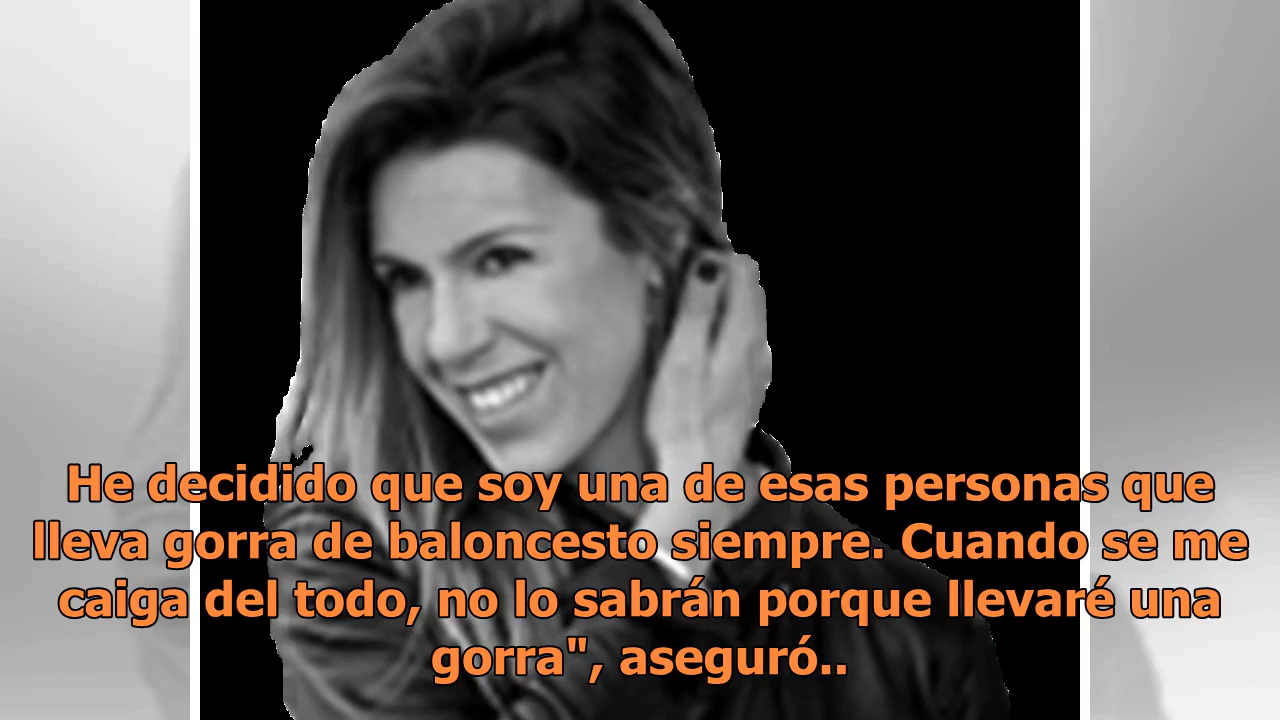 He decidido que soy una de esas personas que
lleva gorra de baloncesto siempre. Cuando se me
caiga del todo, no lo sabrán porque llevaré una
gorra", aseguró..